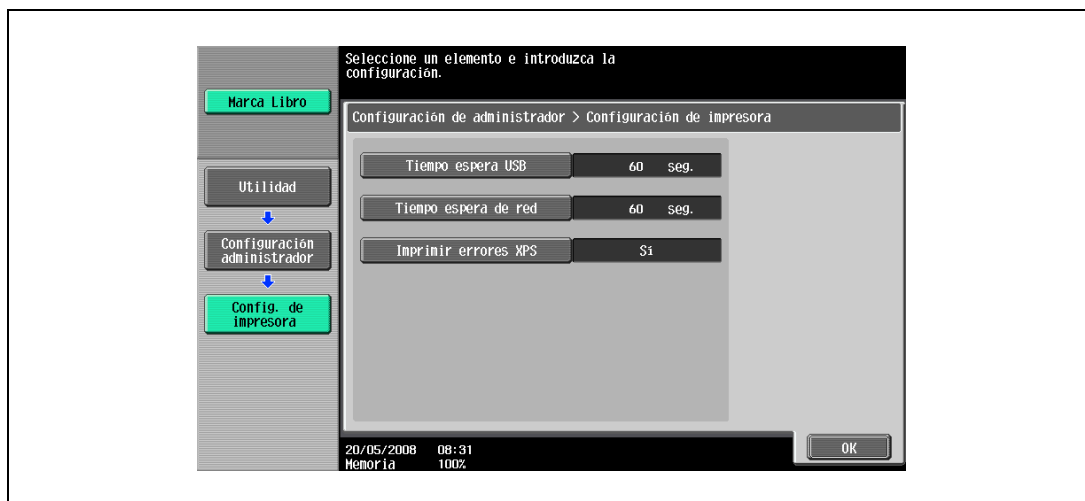 Seleccione un elemento e introduzca la
configuración.
Marca Libro
Configuración de administrador > Configuración de impresora
Tiempo espera USB 60 seg.
Utilidad
Tiempo espera de red 60 seg.
Configuración
administrador
Imprimir errores XPS Sí
Config. de
impresora
20/05/2008 08:31
Memoria 100%
OK